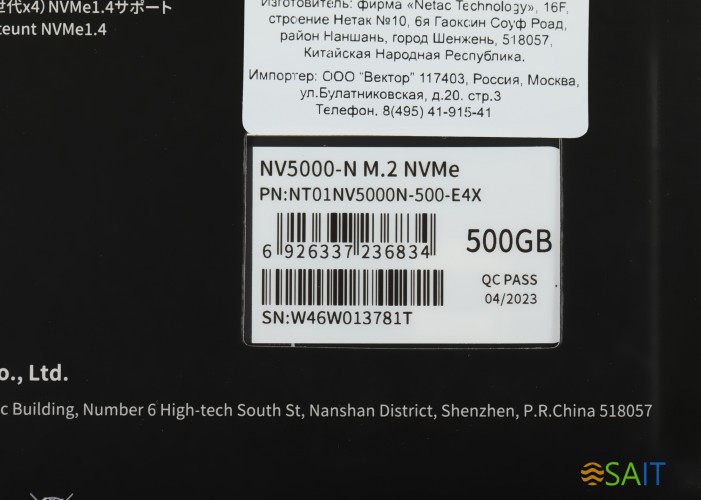 世代x4) NVMe1.4サポート
teunt NVMe1.4
Изготовитель: фирма «Netac Technology», 16F,
строение Нетак №10, 6я Гаоксин Соуф Роад,
район Наншань, город Шенжень, 518057,
Китайская Народная Республика.
Импортер: ООО "Вектор" 117403, Россия, Москва,
ул.Булатниковская, д.20. стр.3
Телефон. 8(495) 41-915-41
NV5000-N M.2 NVMe
PN:NT01NV5000N-500-E4X
6 926337 236834
500GB
QC PASS
04/2023
SN:W46W013781T
o., Ltd.
c Building, Number 6 High-tech South St, Nanshan District, Shenzhen, P.R.China 518057
SAIT